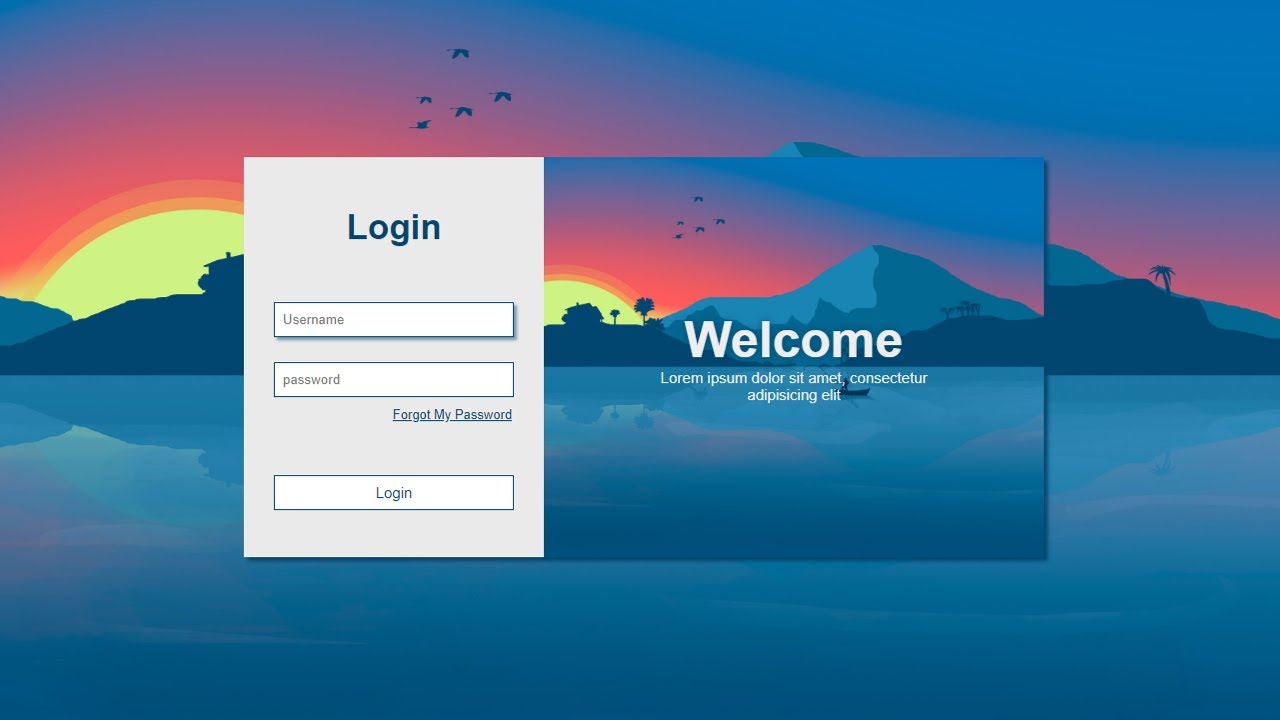 Login
Username
password
Forgot My Password
Login
Welcome
Lorem ipsum dolor sit amet, consectetur
adipisicing elit